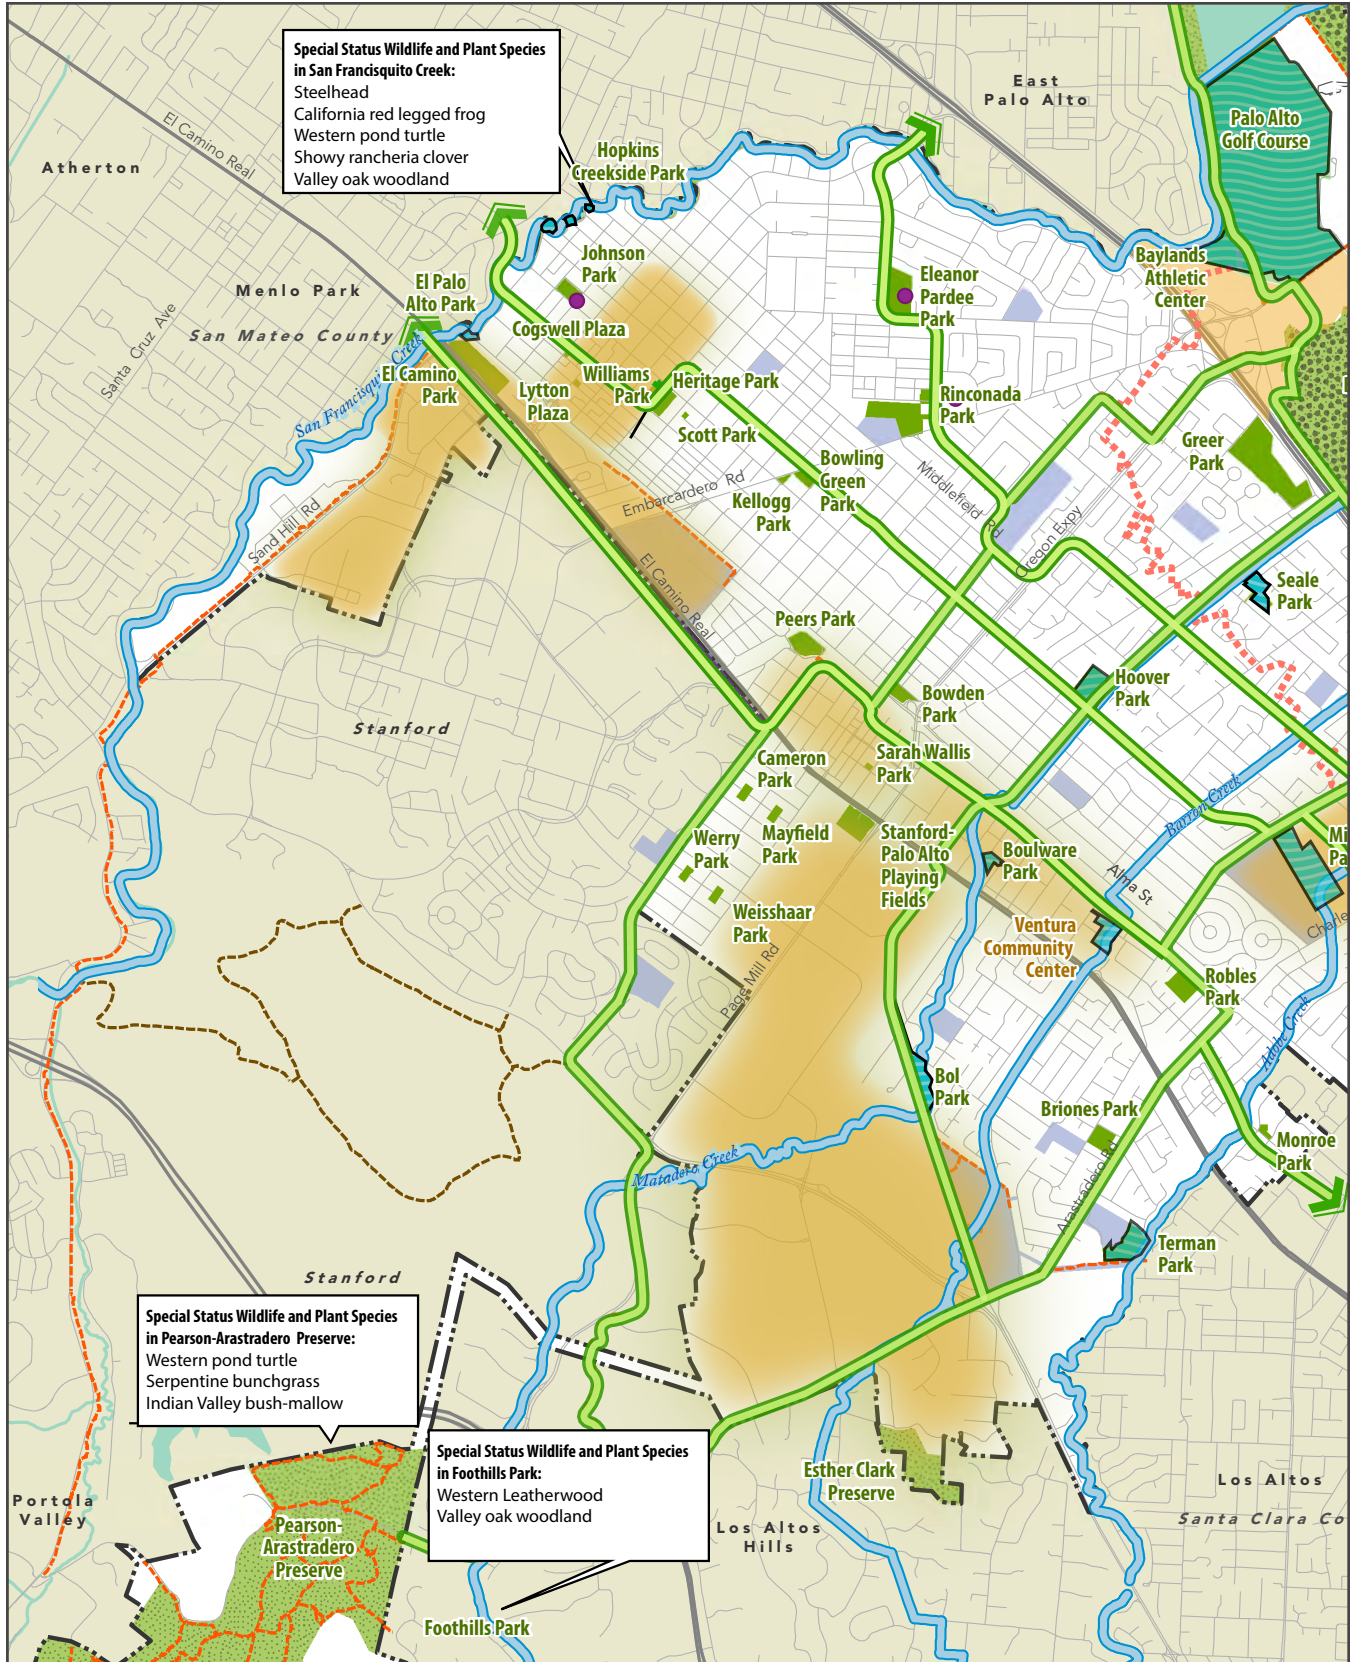 Special Status Wildlife and Plant Species
in San Francisquito Creek:
Steelhead
California red legged frog
Western pond turtle
Showy rancheria clover
Valley oak woodland
East
Palo Alto
Palo Alto
Golf Course
El Camino Real
Atherton
Hopkins
Creekside Park
Johnson
Park
El Palo
Alto Park
Menlo Park
San Mateo County
Santa Cruz Ave
Cogswell Plaza
Eleanor
Pardee
Park
Baylands
Athletic
Center
San Francisquito Creek
El Camino
Park
Lytton
Plaza
Williams
Park
Heritage Park
Scott Park
Rinconada
Park
Greer
Park
Bowling
Green
Park
Kellogg
Park
Embarcardero Rd
Middlefield Rd
Oregon Expy
Sand Hill Rd
El Camino Real
Seale
Park
Peers Park
Hoover
Park
Bowden
Park
Stanford
Cameron
Park
Sarah Wallis
Park
Barron Creek
Werry
Park
Mayfield
Park
Stanford-
Palo Alto
Playing
Fields
Boulware
Park
Mi
Pa
Alma St
Weisshaar
Park
Ventura
Community
Center
Charle
Page Mill Rd
Robles
Park
Adobe Creek
Bol
Park
Briones Park
Monroe
Park
Matadero Creek
Arastradero Rd
Terman
Park
Stanford
Special Status Wildlife and Plant Species
in Pearson-Arastradero Preserve:
Western pond turtle
Serpentine bunchgrass
Indian Valley bush-mallow
Special Status Wildlife and Plant Species
in Foothills Park:
Western Leatherwood
Valley oak woodland
Esther Clark
Preserve
Los Altos
Santa Clara Co
Portola
Valley
Pearson-
Arastradero
Preserve
Los Altos
Hills
Foothills Park